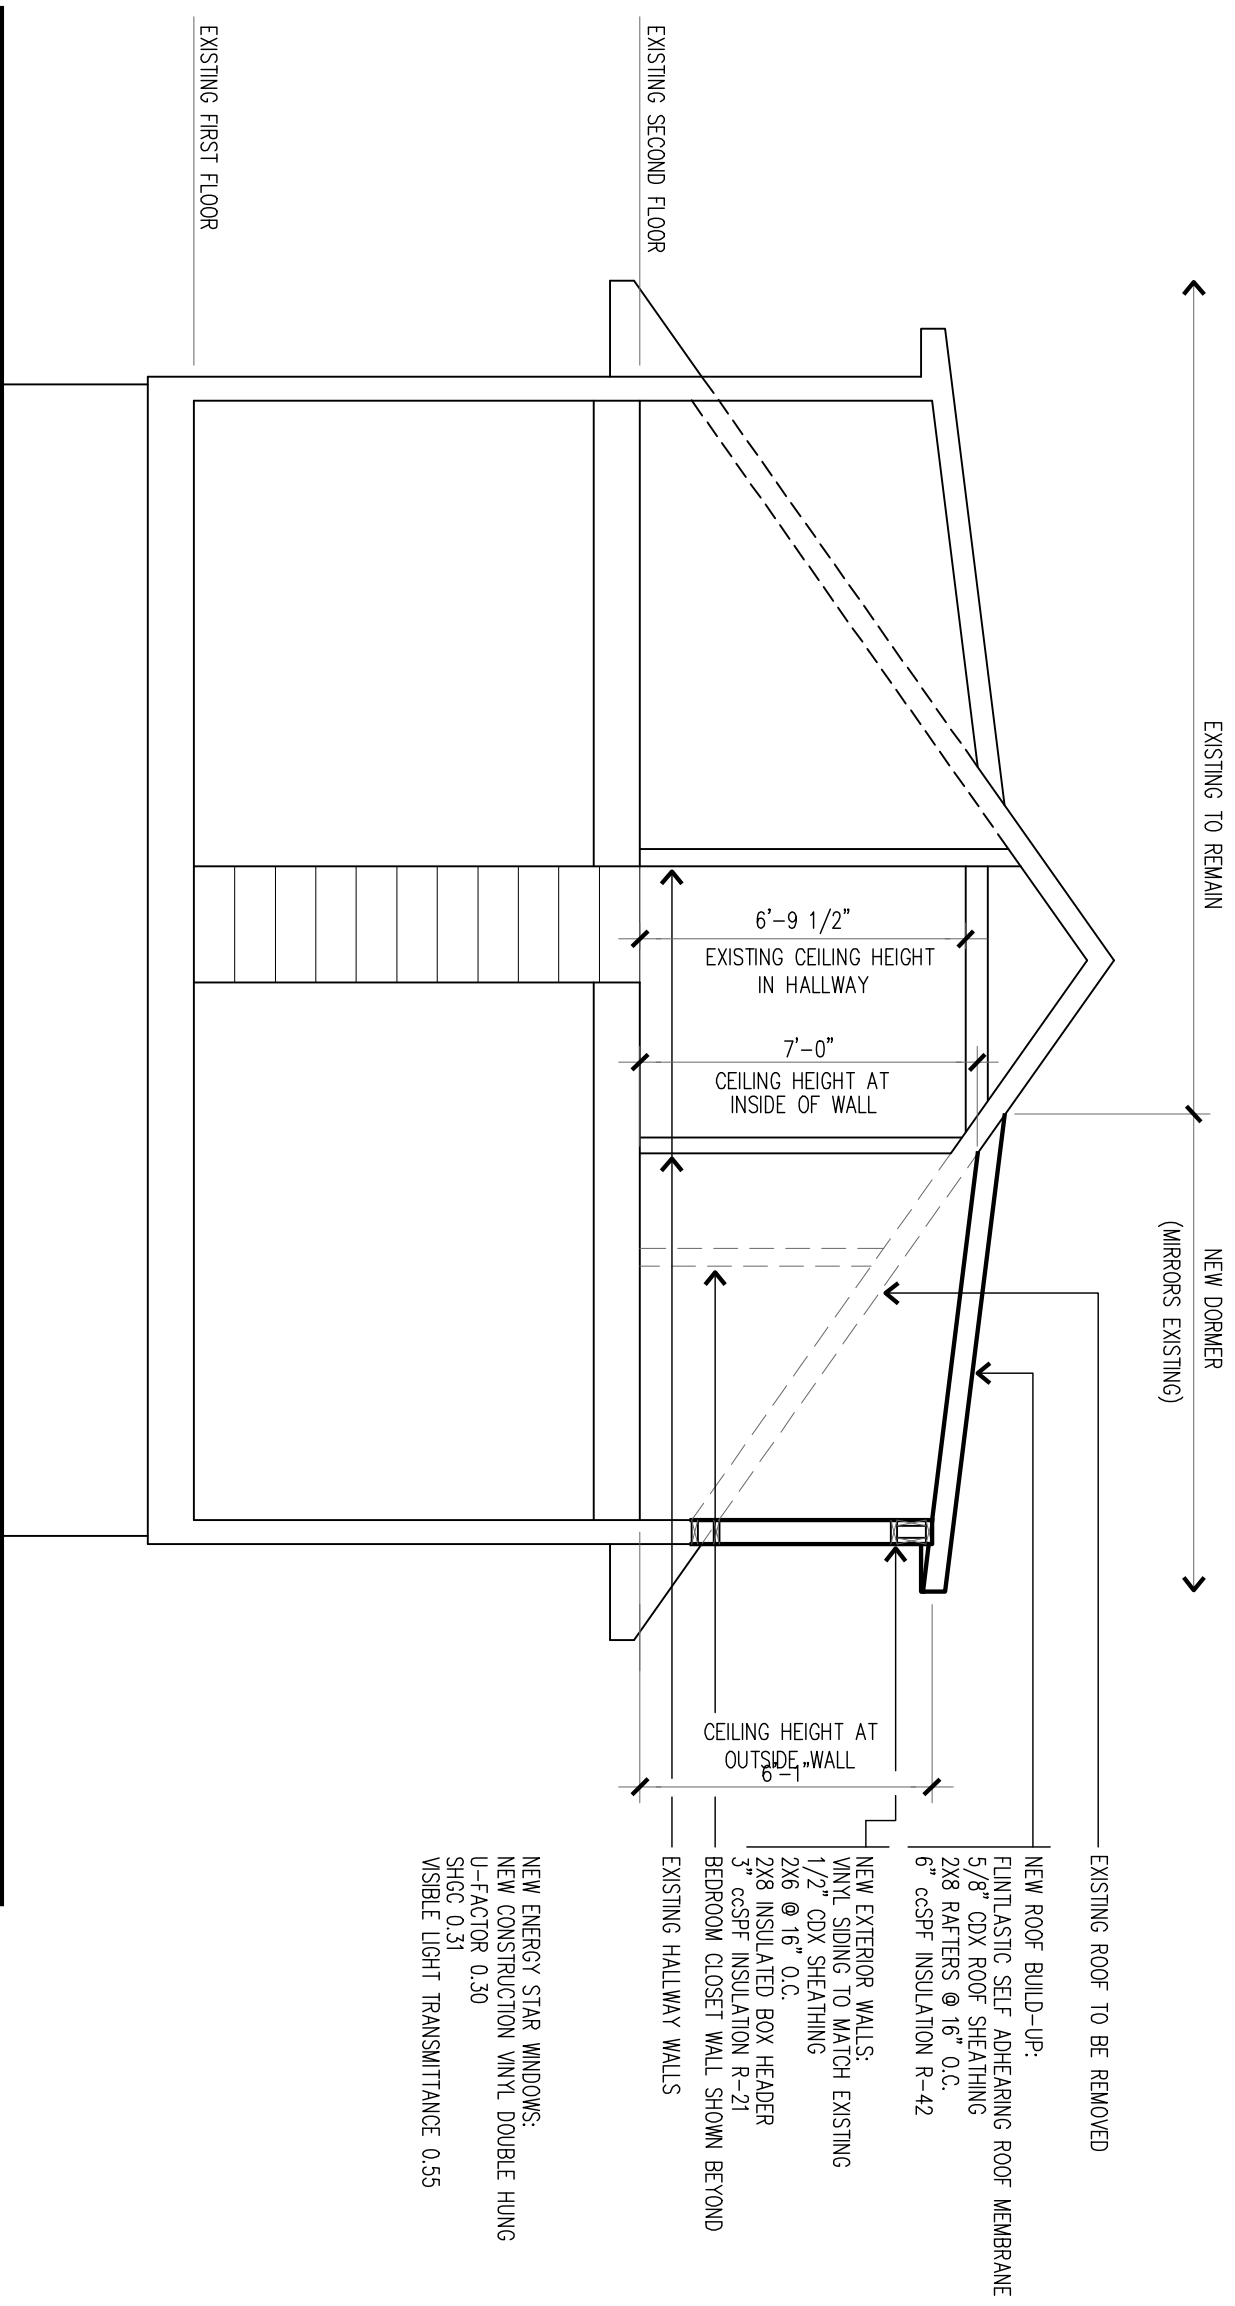 EXISTING TO REMAIN
NEW DORMER
(MIRRORS EXISTING)
EXISTING SECOND FLOOR
EXISTING FIRST FLOOR
6'-9 1/2"
EXISTING CEILING HEIGHT
IN HALLWAY
7'-0"
CEILING HEIGHT AT
INSIDE OF WALL
CEILING HEIGHT AT
OUTSIDE WALL
6'-1"
EXISTING ROOF TO BE REMOVED
NEW ROOF BUILD-UP:
FLINTLASTIC SELF ADHEARING ROOF MEMBRANE
5/8" CDX ROOF SHEATHING
2X8 RAFTERS @ 16" O.C.
6" ccSPF INSULATION R-42
NEW EXTERIOR WALLS:
VINYL SIDING TO MATCH EXISTING
1/2" CDX SHEATHING
2X6 @ 16" O.C.
2X8 INSULATED BOX HEADER
3" ccSPF INSULATION R-21
BEDROOM CLOSET WALL SHOWN BEYOND
EXISTING HALLWAY WALLS
NEW ENERGY STAR WINDOWS:
NEW CONSTRUCTION VINYL DOUBLE HUNG
U-FACTOR 0.30
SHGC 0.31
VISIBLE LIGHT TRANSMITTANCE 0.55